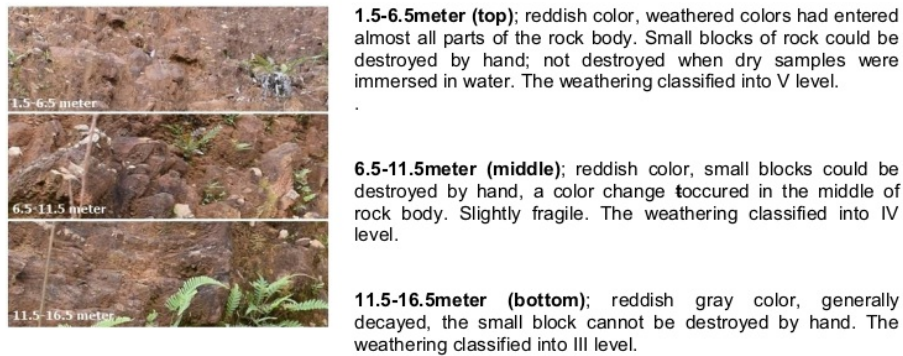 1.5-6.5 meter
6.5-11.5 meter
11.5-16.5 meter
1.5-6.5meter (top); reddish color, weathered colors had entered
almost all parts of the rock body. Small blocks of rock could be
destroyed by hand; not destroyed when dry samples were
immersed in water. The weathering classified into V level.
.
6.5-11.5meter (middle); reddish color, small blocks could be
destroyed by hand, a color change toccured in the middle of
rock body. Slightly fragile. The weathering classified into IV
level.
11.5-16.5meter (bottom); reddish gray color, generally
decayed, the small block cannot be destroyed by hand. The
weathering classified into III level.